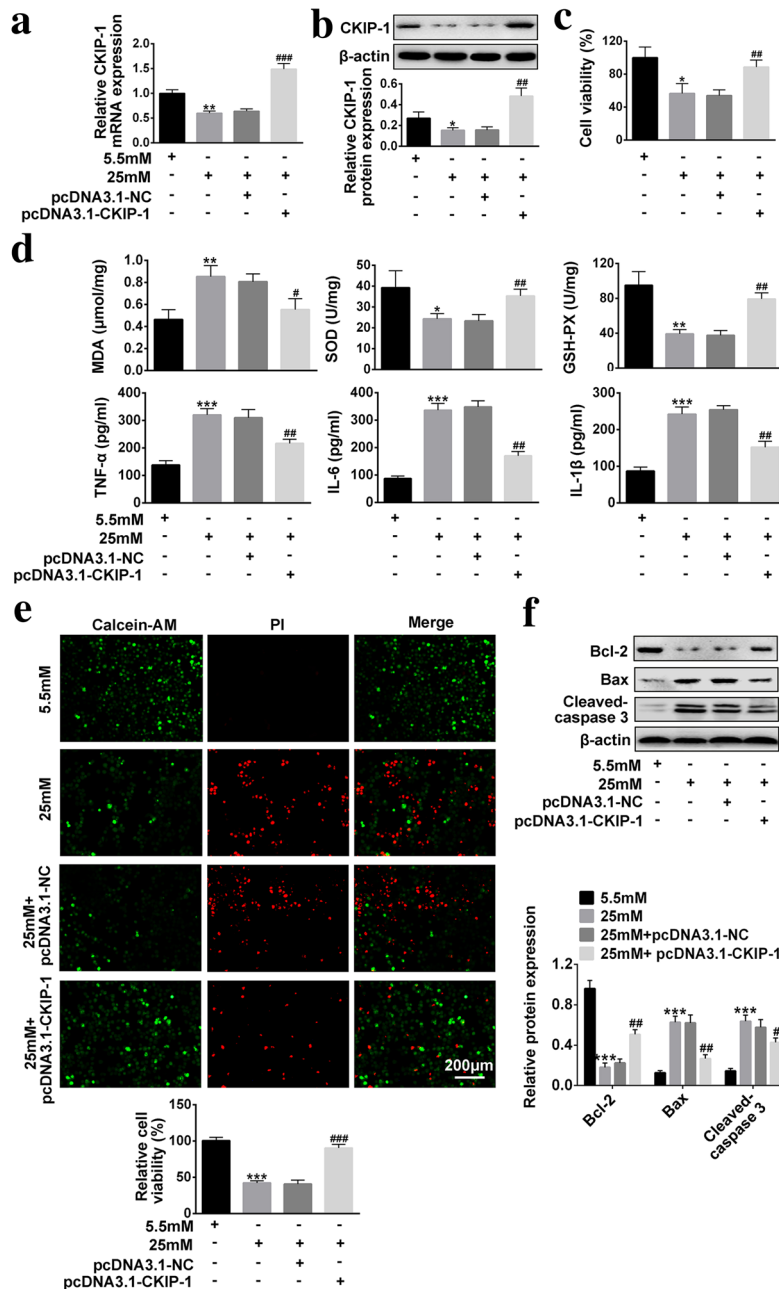 a
Relative CKIP-1
mRNA expression
2.0
1.5
1.0
0.5
0.0
**
###
5.5mM + - - -
25mM - + + +
pcDNA3.1-NC - - + -
pcDNA3.1-CKIP-1 - - - +
b
CKIP-1
β-actin
Relative CKIP-1
protein expression
0.6
0.4
0.2
0.0
*
##
+ - - -
- + + +
- - + -
- - - +
c
Cell viability (%)
120
80
40
0
*
##
+ - - -
- + + +
- - + -
- - - +
d
MDA (μmol/mg)
1.0
0.8
0.6
0.4
0.2
0.0
**
#
SOD (U/mg)
50
40
30
20
10
0
*
##
GSH-PX (U/mg)
120
80
40
0
**
##
TNF-α (pg/ml)
400
300
200
100
0
***
##
IL-6 (pg/ml)
400
300
200
100
0
***
##
IL-1β (pg/ml)
300
200
100
0
***
##
5.5mM + - - - + - - - + - - -
25mM - + + + - + + + - + + +
pcDNA3.1-NC - - + - - - + - - - + -
pcDNA3.1-CKIP-1 - - - + - - - + - - - +
e
Calcein-AM PI Merge
5.5mM
25mM
25mM+
pcDNA3.1-NC
25mM+
pcDNA3.1-CKIP-1
200μm
Relative cell
viability (%)
150
100
50
0
***
###
5.5mM + - - -
25mM - + + +
pcDNA3.1-NC - - + -
pcDNA3.1-CKIP-1 - - - +
f
Bcl-2
Bax
Cleaved-
caspase 3
β-actin
5.5mM + - - -
25mM - + + +
pcDNA3.1-NC - - + -
pcDNA3.1-CKIP-1 - - - +
5.5mM
25mM
25mM+pcDNA3.1-NC
25mM+ pcDNA3.1-CKIP-1
Relative protein expression
1.2
0.8
0.4
0.0
*** ## *** ## *** #
Bcl-2
Bax
Cleaved-
caspase 3